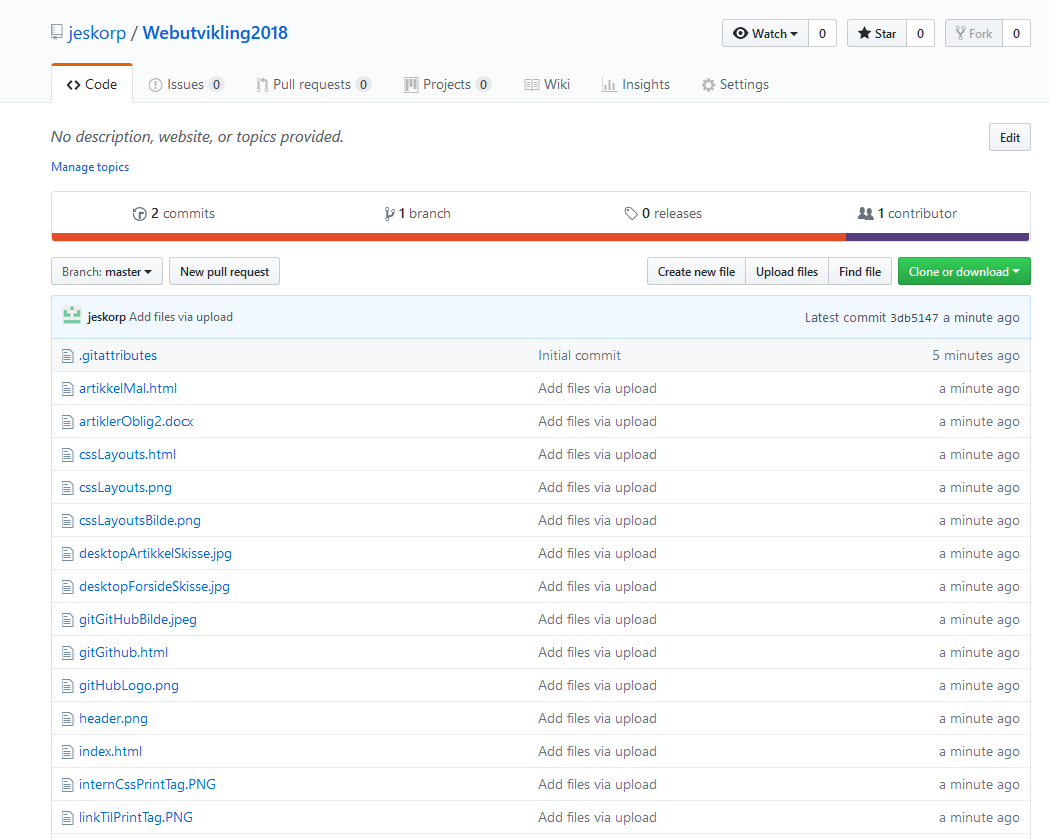 jeskorp / Webutvikling2018
Watch 0 Star 0 Fork 0
Code Issues 0 Pull requests 0 Projects 0 Wiki Insights Settings
No description, website, or topics provided.
Edit
Manage topics
2 commits 1 branch 0 releases 1 contributor
Branch: master New pull request Create new file Upload files Find file Clone or download
jeskorp Add files via upload Latest commit 3db5147 a minute ago
.gitattributes Initial commit 5 minutes ago
artikkelMal.html Add files via upload a minute ago
artiklerOblig2.docx Add files via upload a minute ago
cssLayouts.html Add files via upload a minute ago
cssLayouts.png Add files via upload a minute ago
cssLayoutsBilde.png Add files via upload a minute ago
desktopArtikkelSkisse.jpg Add files via upload a minute ago
desktopForsideSkisse.jpg Add files via upload a minute ago
gitGitHubBilde.jpeg Add files via upload a minute ago
gitGithub.html Add files via upload a minute ago
gitHubLogo.png Add files via upload a minute ago
header.png Add files via upload a minute ago
index.html Add files via upload a minute ago
internCssPrintTag.PNG Add files via upload a minute ago
linkTilPrintTag.PNG Add files via upload a minute ago